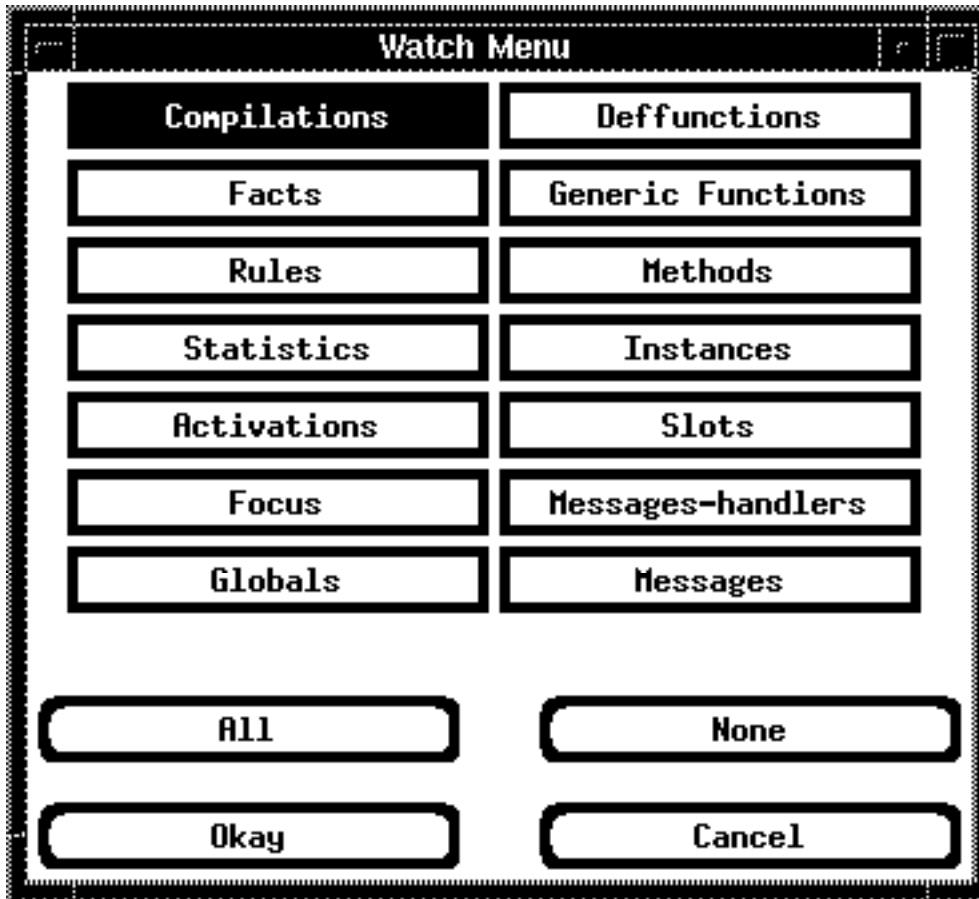 Watch Menu
Compilations Deffunctions
Facts Generic Functions
Rules Methods
Statistics Instances
Activations Slots
Focus Messages-handlers
Globals Messages
All None
Okay Cancel